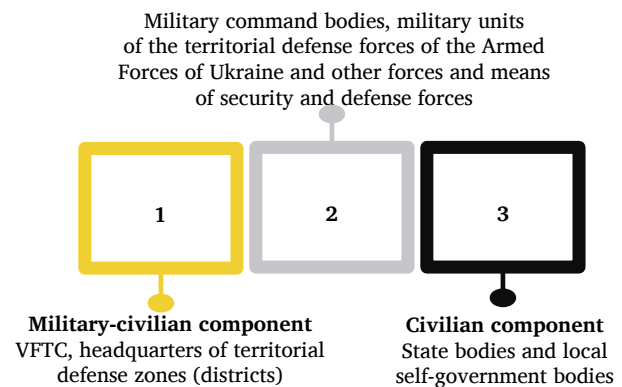 Military command bodies, military units
of the territorial defense forces of the Armed
Forces of Ukraine and other forces and means
of security and defense forces
1
2
3
Military-civilian component
VFTC, headquarters of territorial
defense zones (districts)
Civilian component
State bodies and local
self-government bodies